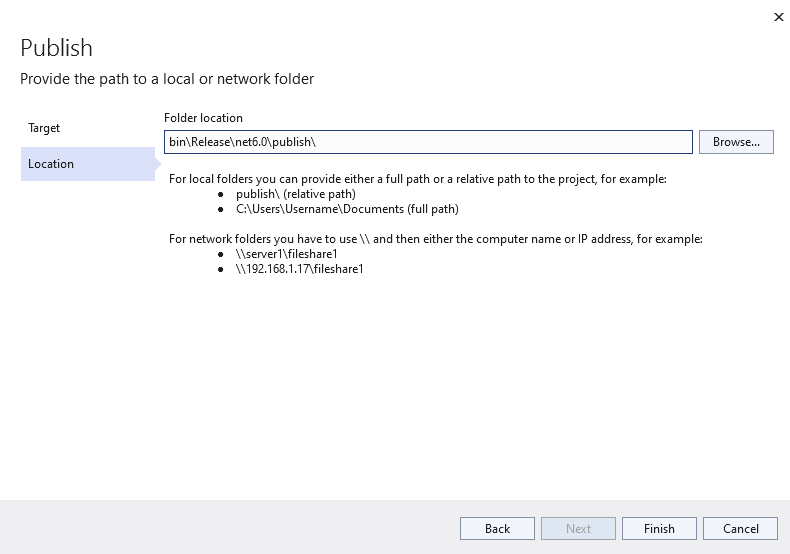 Publish
Provide the path to a local or network folder
Target
Location
Folder location
bin\Release\net6.0\publish\
Browse...
For local folders you can provide either a full path or a relative path to the project, for example:
● publish\ (relative path)
● C:\Users\Username\Documents (full path)
For network folders you have to use \\ and then either the computer name or IP address, for example:
● \\server1\fileshare1
● \\192.168.1.17\fileshare1
Back Next Finish Cancel